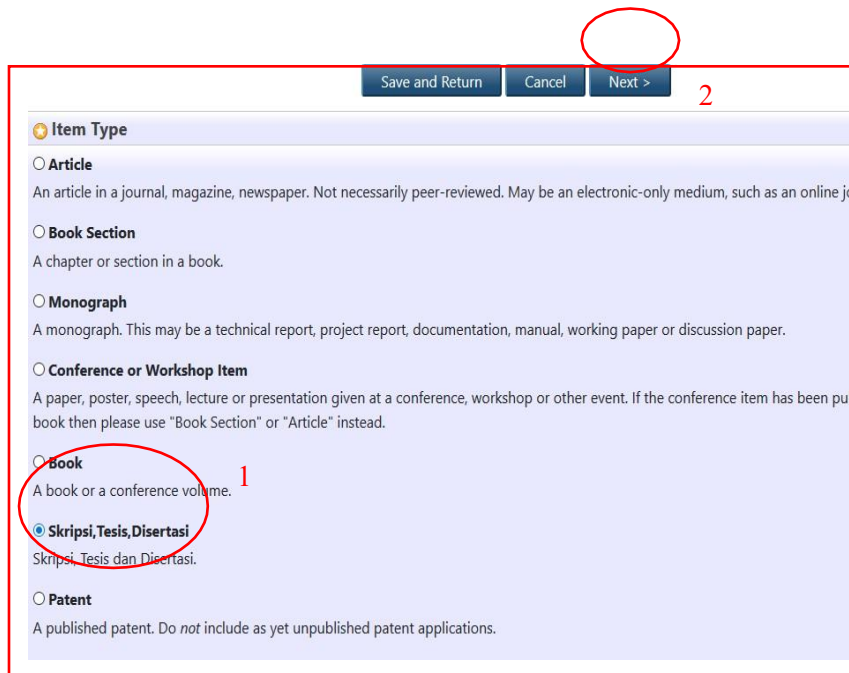 Save and Return Cancel Next >
2
Item Type
Article
An article in a journal, magazine, newspaper. Not necessarily peer-reviewed. May be an electronic-only medium, such as an online
Book Section
A chapter or section in a book.
Monograph
A monograph. This may be a technical report, project report, documentation, manual, working paper or discussion paper.
Conference or Workshop Item
A paper, poster, speech, lecture or presentation given at a conference, workshop or other event. If the conference item has been
book then please use "Book Section" or "Article" instead.
Book
1
A book or a conference volume.
Skripsi,Tesis,Disertasi
Skripsi, Tesis dan Disertasi.
Patent
A published patent. Do not include as yet unpublished patent applications.